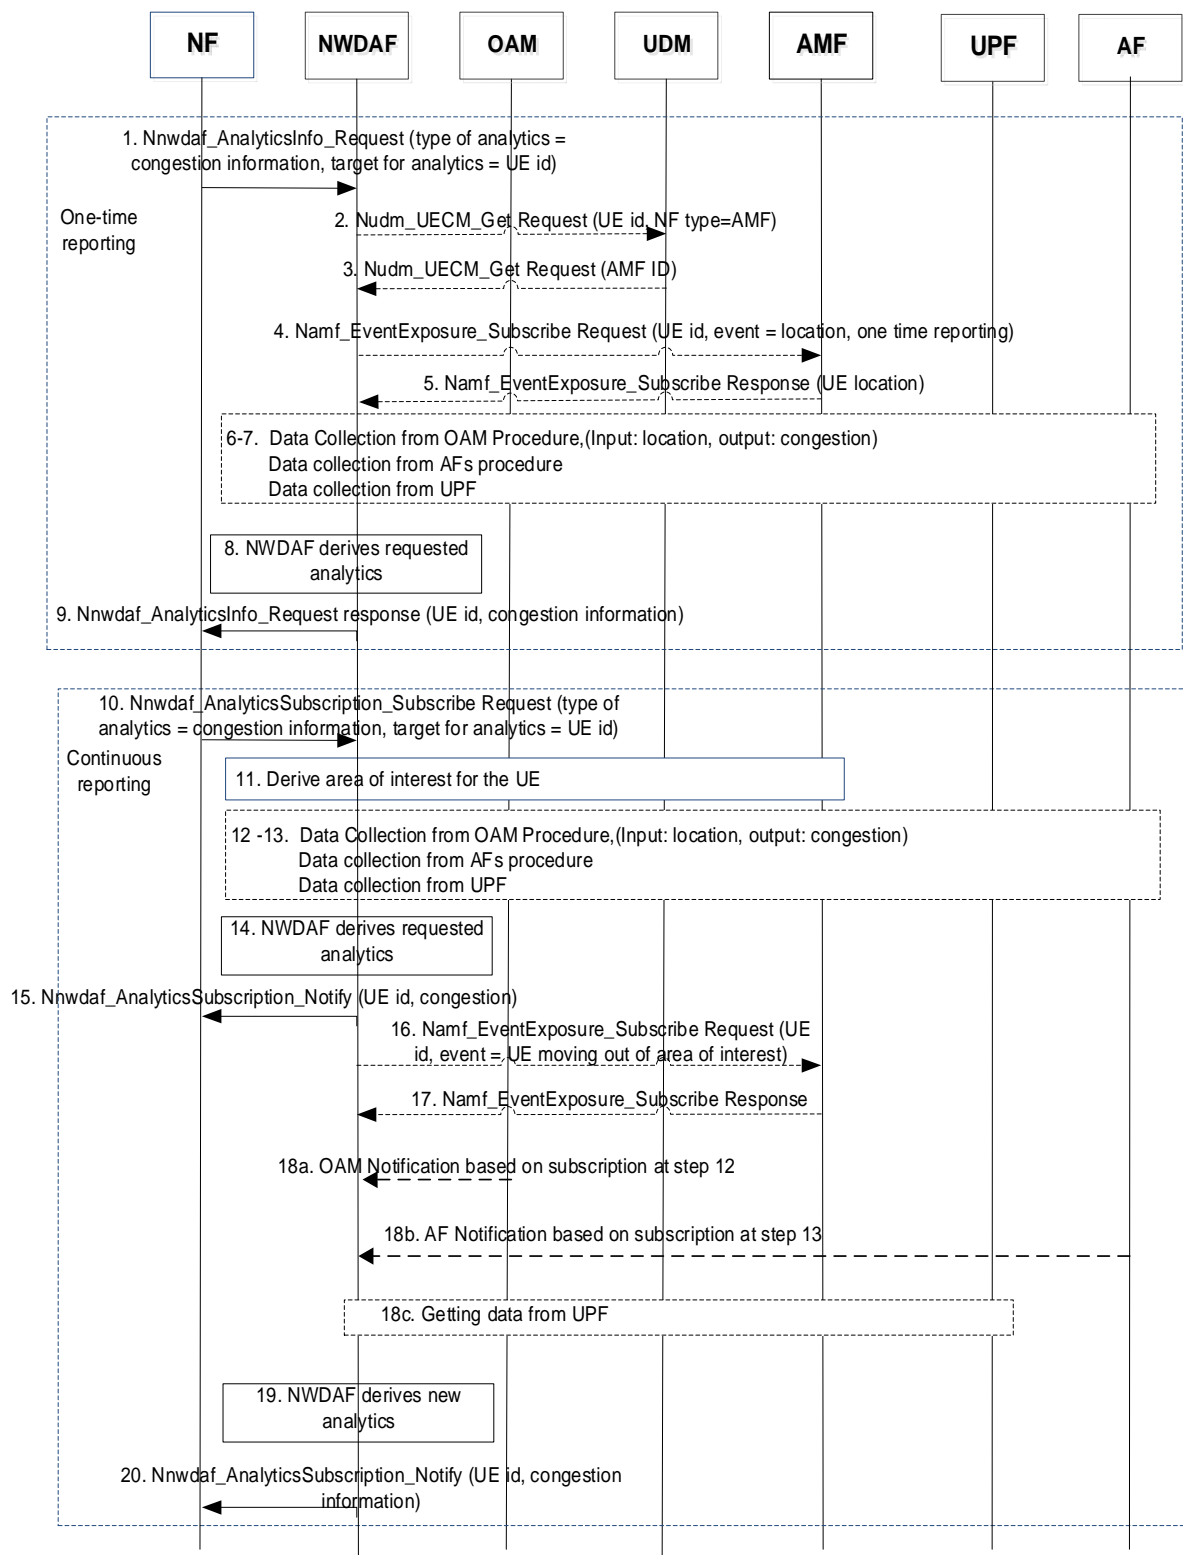 NF NWDAF OAM UDM AMF UPF AF
1. Nnwdaf_AnalyticsInfo_Request (type of analytics =
congestion information, target for analytics = UE id)
One-time
reporting
2. Nudm_UECM_Get Request (UE id, NF type=AMF)
3. Nudm_UECM_Get Request (AMF ID)
4. Namf_EventExposure_Subscribe Request (UE id, event = location, one time reporting)
5. Namf_EventExposure_Subscribe Response (UE location)
6-7. Data Collection from OAM Procedure,(Input: location, output: congestion)
Data collection from AFs procedure
Data collection from UPF
8. NWDAF derives requested
analytics
9. Nnwdaf_AnalyticsInfo_Request response (UE id, congestion information)
10. Nnwdaf_AnalyticsSubscription_Subscribe Request (type of
analytics = congestion information, target for analytics = UE id)
Continuous
reporting
11. Derive area of interest for the UE
12 -13. Data Collection from OAM Procedure,(Input: location, output: congestion)
Data collection from AFs procedure
Data collection from UPF
14. NWDAF derives requested
analytics
15. Nnwdaf_AnalyticsSubscription_Notify (UE id, congestion)
16. Namf_EventExposure_Subscribe Request (UE
id, event = UE moving out of area of interest)
17. Namf_EventExposure_Subscribe Response
18a. OAM Notification based on subscription at step 12
18b. AF Notification based on subscription at step 13
18c. Getting data from UPF
19. NWDAF derives new
analytics
20. Nnwdaf_AnalyticsSubscription_Notify (UE id, congestion
information)